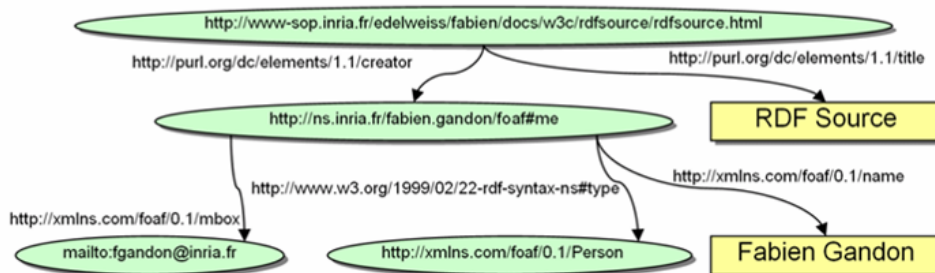 http://www-sop.inria.fr/edelweiss/fabien/docs/w3c/rdfsource/rdfsource.html
http://purl.org/dc/elements/1.1/creator
http://purl.org/dc/elements/1.1/title
http://ns.inria.fr/fabien.gandon/foaf#me
RDF Source
http://www.w3.org/1999/02/22-rdf-syntax-ns#type
http://xmlns.com/foaf/0.1/name
http://xmlns.com/foaf/0.1/mbox
mailto:fgandon@inria.fr
http://xmlns.com/foaf/0.1/Person
Fabien Gandon